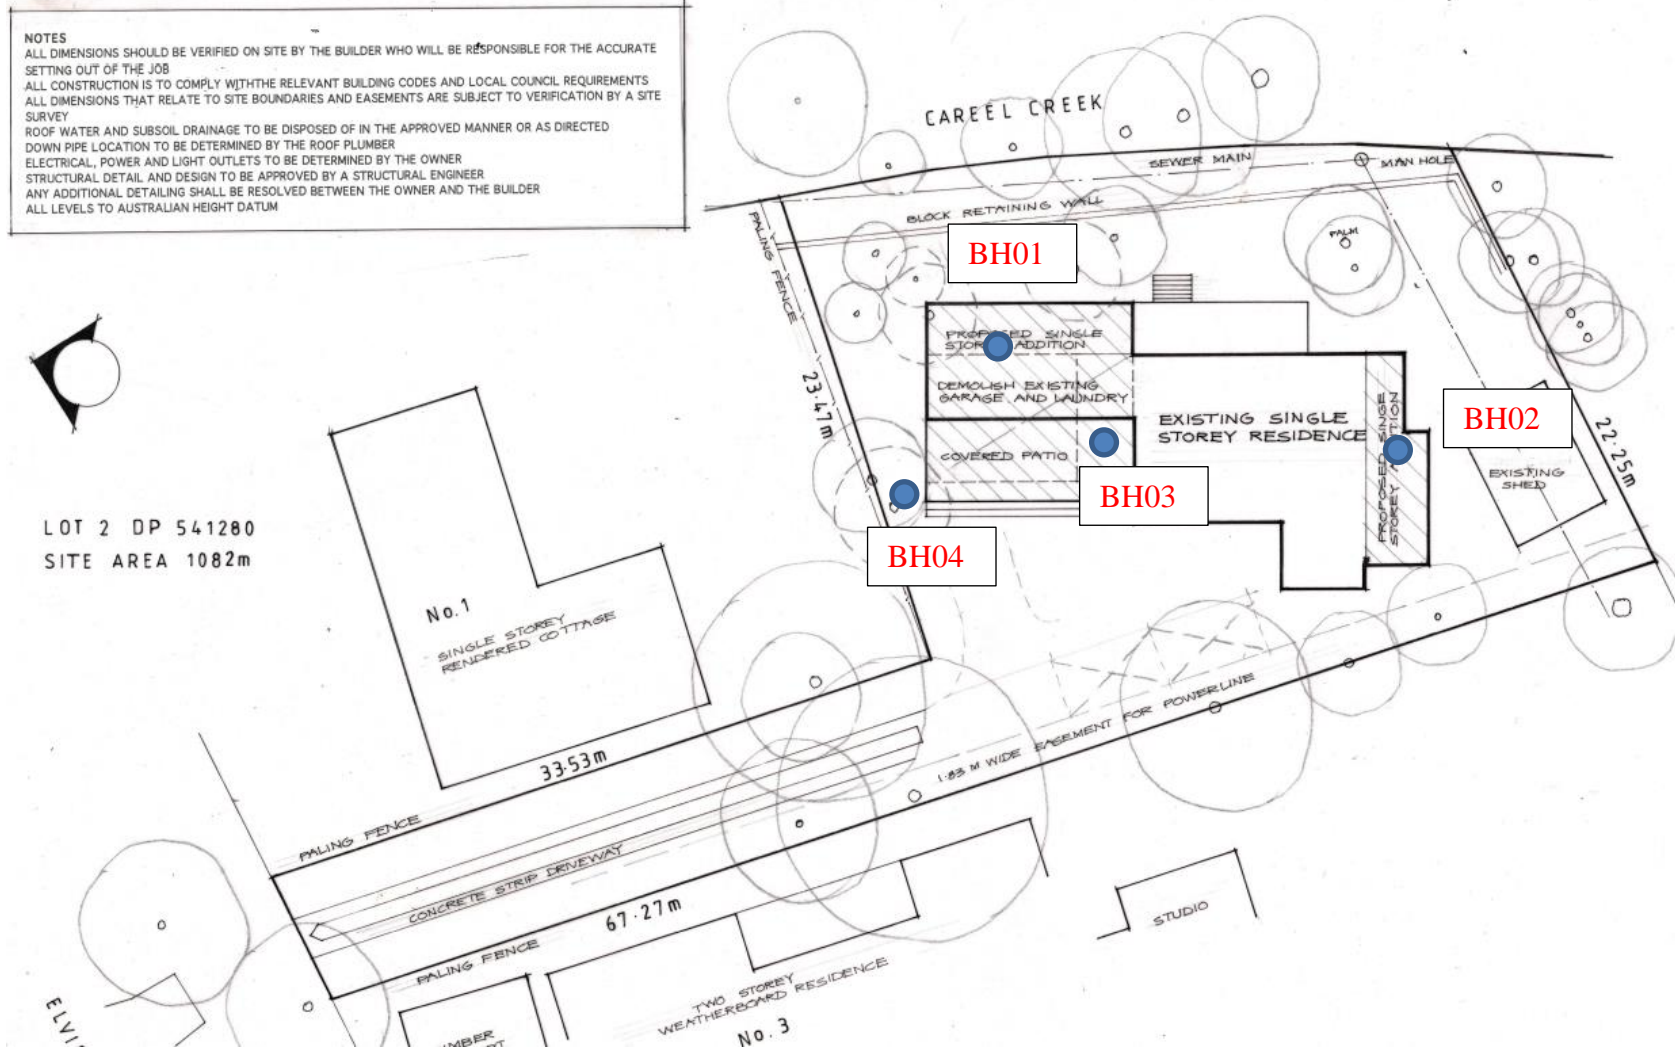 NOTES
ALL DIMENSIONS SHOULD BE VERIFIED ON SITE BY THE BUILDER WHO WILL BE RESPONSIBLE FOR THE ACCURATE
SETTING OUT OF THE JOB
ALL CONSTRUCTION IS TO COMPLY WITHTHE RELEVANT BUILDING CODES AND LOCAL COUNCIL REQUIREMENTS
ALL DIMENSIONS THAT RELATE TO SITE BOUNDARIES AND EASEMENTS ARE SUBJECT TO VERIFICATION BY A SITE
SURVEY
ROOF WATER AND SUBSOIL DRAINAGE TO BE DISPOSED OF IN THE APPROVED MANNER OR AS DIRECTED
DOWN PIPE LOCATION TO BE DETERMINED BY THE ROOF PLUMBER
ELECTRICAL, POWER AND LIGHT OUTLETS TO BE DETERMINED BY THE OWNER
STRUCTURAL DETAIL AND DESIGN TO BE APPROVED BY A STRUCTURAL ENGINEER
ANY ADDITIONAL DETAILING SHALL BE RESOLVED BETWEEN THE OWNER AND THE BUILDER
ALL LEVELS TO AUSTRALIAN HEIGHT DATUM
CAREEL CREEK
SEWER MAIN
MAN HOLE
BLOCK RETAINING WALL
PALING FENCE
23.47m
PALM
BH01
PROPOSED SINGLE
ADDITION
DEMOLISH EXISTING
GARAGE AND LAUNDRY
COVERED PATIO
EXISTING SINGLE
STOREY RESIDENCE
PROPOSED SINGE
STOREY
BH02
BH03
BH04
EXISTING
SHED
22.25m
LOT 2 DP 541280
SITE AREA 1082m
No.1
SINGLE STOREY
RENDERED COTTAGE
33.53m
PALING FENCE
CONCRETE STRIP DRIVEWAY
1.83 M WIDE EASEMENT FOR POWERLINE
67.27m
PALING FENCE
STUDIO
TWO STOREY
WEATHERBOARD RESIDENCE
No. 3